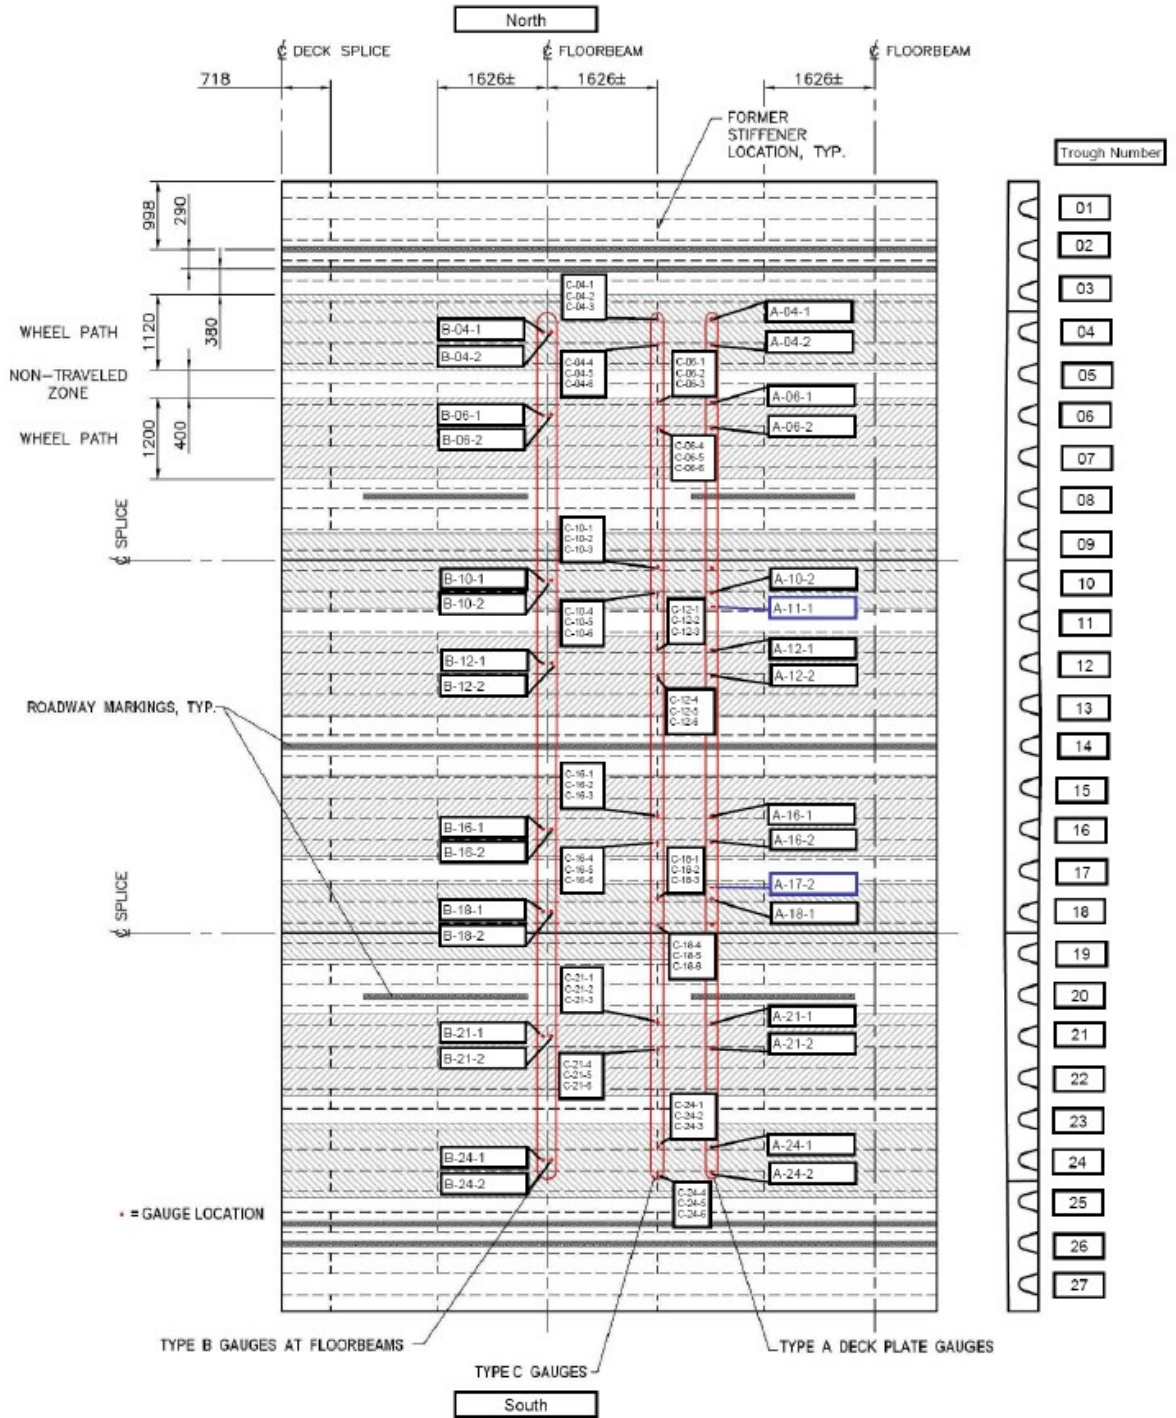 North
℄ DECK SPLICE
℄ FLOORBEAM
℄ FLOORBEAM
718
1626±
1626±
1626±
FORMER
STIFFENER
LOCATION, TYP.
Trough Number
998
290
1120
380
1200
400
WHEEL PATH
NON-TRAVELED
ZONE
WHEEL PATH
℄ SPLICE
ROADWAY MARKINGS, TYP.
℄ SPLICE
• = GAUGE LOCATION
B-04-1
B-04-2
B-06-1
B-06-2
B-10-1
B-10-2
B-12-1
B-12-2
B-16-1
B-16-2
B-18-1
B-18-2
B-21-1
B-21-2
B-24-1
B-24-2
C-04-1
C-04-2
C-04-3
C-04-4
C-04-5
C-04-6
C-06-1
C-06-2
C-06-3
C-06-4
C-06-5
C-06-6
C-10-1
C-10-2
C-10-3
C-10-4
C-10-5
C-10-6
C-12-1
C-12-2
C-12-3
C-12-4
C-12-5
C-12-6
C-16-1
C-16-2
C-16-3
C-16-4
C-16-5
C-16-6
C-18-1
C-18-2
C-18-3
C-18-4
C-18-5
C-18-6
C-21-1
C-21-2
C-21-3
C-21-4
C-21-5
C-21-6
C-24-1
C-24-2
C-24-3
C-24-4
C-24-5
C-24-6
A-04-1
A-04-2
A-06-1
A-06-2
A-10-2
A-11-1
A-12-1
A-12-2
A-16-1
A-16-2
A-17-2
A-18-1
A-21-1
A-21-2
A-24-1
A-24-2
01
02
03
04
05
06
07
08
09
10
11
12
13
14
15
16
17
18
19
20
21
22
23
24
25
26
27
TYPE B GAUGES AT FLOORBEAMS
TYPE C GAUGES
TYPE A DECK PLATE GAUGES
South